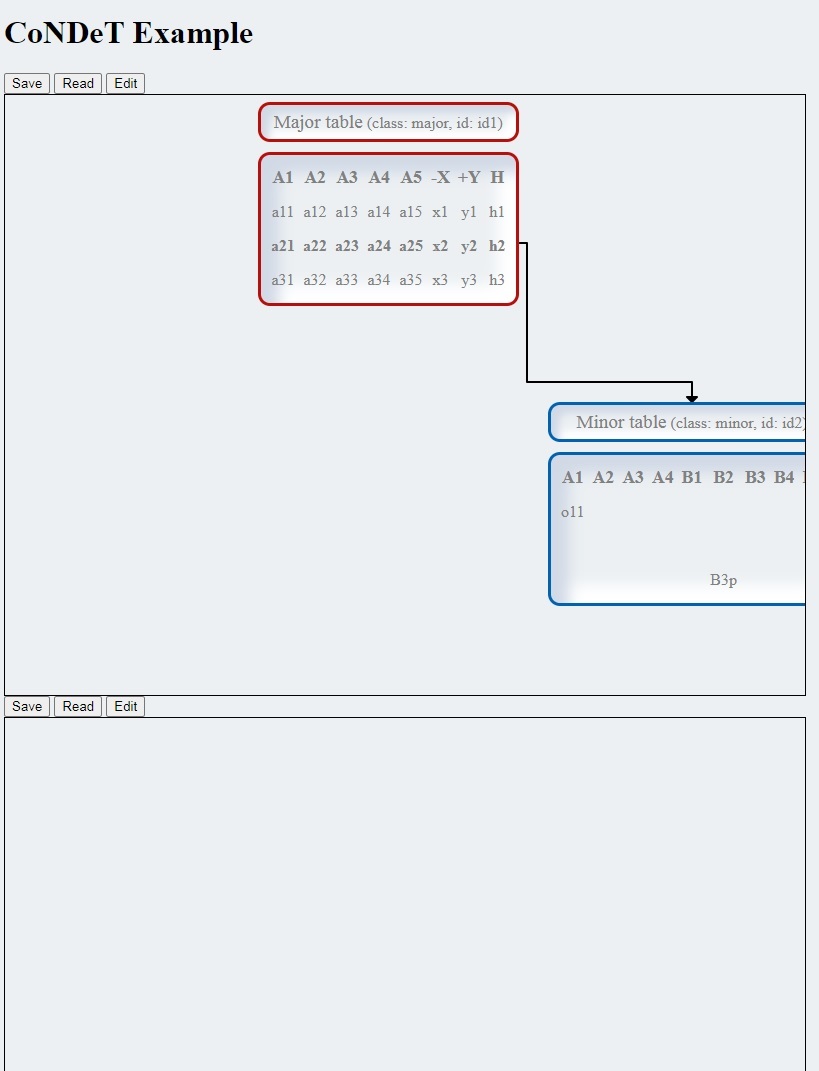 CoNDeT Example
Save Read Edit
Major table (class: major, id: id1)
A1 A2 A3 A4 A5 -X +Y H
a11 a12 a13 a14 a15 x1 y1 h1
a21 a22 a23 a24 a25 x2 y2 h2
a31 a32 a33 a34 a35 x3 y3 h3
Minor table (class: minor, id: id2)
A1 A2 A3 A4 B1 B2 B3 B4
o11
B3p
Save Read Edit